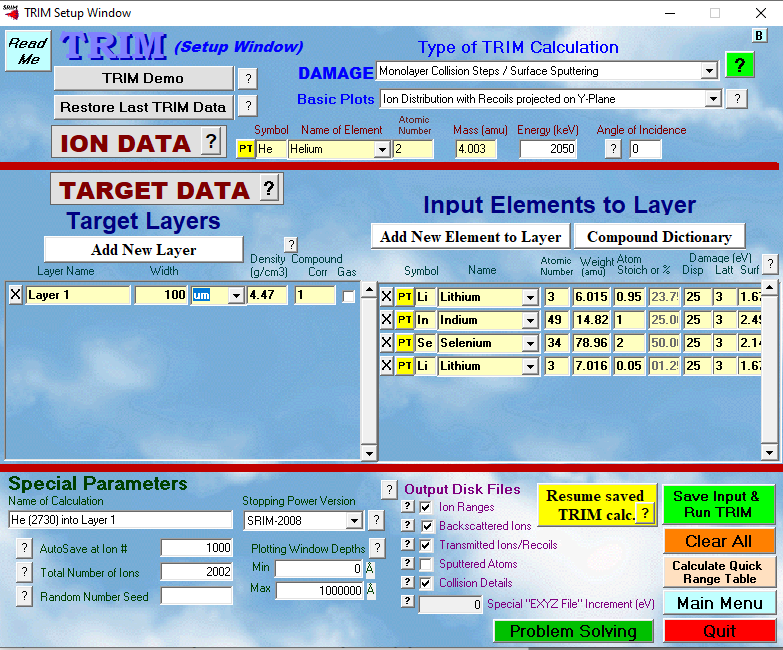 TRIM Setup Window
B
Read Me
TRIM (Setup Window)
Type of TRIM Calculation
TRIM Demo ?
DAMAGE Monolayer Collision Steps / Surface Sputtering ?
Restore Last TRIM Data ?
Basic Plots Ion Distribution with Recoils projected on Y-Plane ?
ION DATA ?
Symbol Name of Element Atomic Number Mass (amu) Energy (keV) Angle of Incidence
PT He Helium 2 4.003 2050 ? 0
TARGET DATA ?
Target Layers
Input Elements to Layer
Add New Layer
Add New Element to Layer Compound Dictionary
?
Layer Name Width Density (g/cm3) Compound Corr Gas
Symbol Name Atomic Number Weight (amu) Atom Stoich or % Damage (eV) Disp Latt Surf ?
X Layer 1 100 um 4.47 1
X PT Li Lithium 3 6.015 0.95 23.7 25 3 1.67
X PT In Indium 49 14.82 1 25.0 25 3 2.49
X PT Se Selenium 34 78.96 2 50.0 25 3 2.14
X PT Li Lithium 3 7.016 0.05 01.2 25 3 1.67
Special Parameters
Name of Calculation
He (2730) into Layer 1
Stopping Power Version
SRIM-2008 ?
? AutoSave at Ion # 1000
? Total Number of Ions 2002
? Random Number Seed
Plotting Window Depths ?
Min 0 Å
Max 1000000 Å
? Output Disk Files
? Ion Ranges
? Backscattered Ions
? Transmitted Ions/Recoils
? Sputtered Atoms
? Collision Details
? 0 Special "EXYZ File" Increment (eV)
Resume saved TRIM calc. ?
Save Input & Run TRIM
Clear All
Calculate Quick Range Table
Main Menu
Problem Solving
Quit